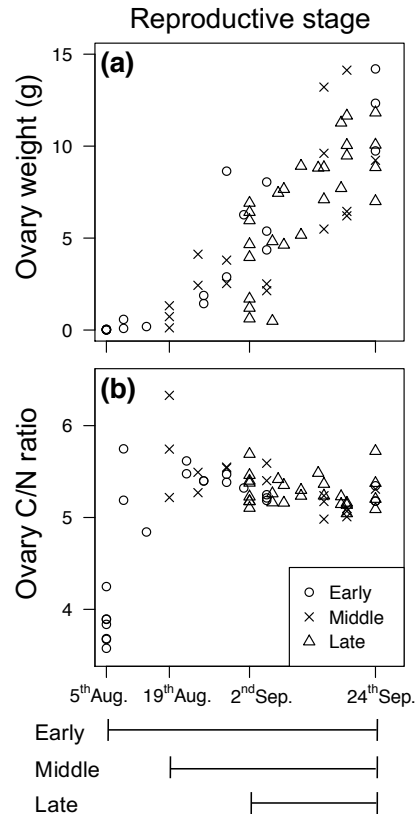 Reproductive stage
(a)
Ovary weight (g)
15
10
5
0
(b)
Ovary C/N ratio
6
5
4
Early
Middle
Late
5th Aug. 19th Aug. 2nd Sep. 24th Sep.
Early
Middle
Late